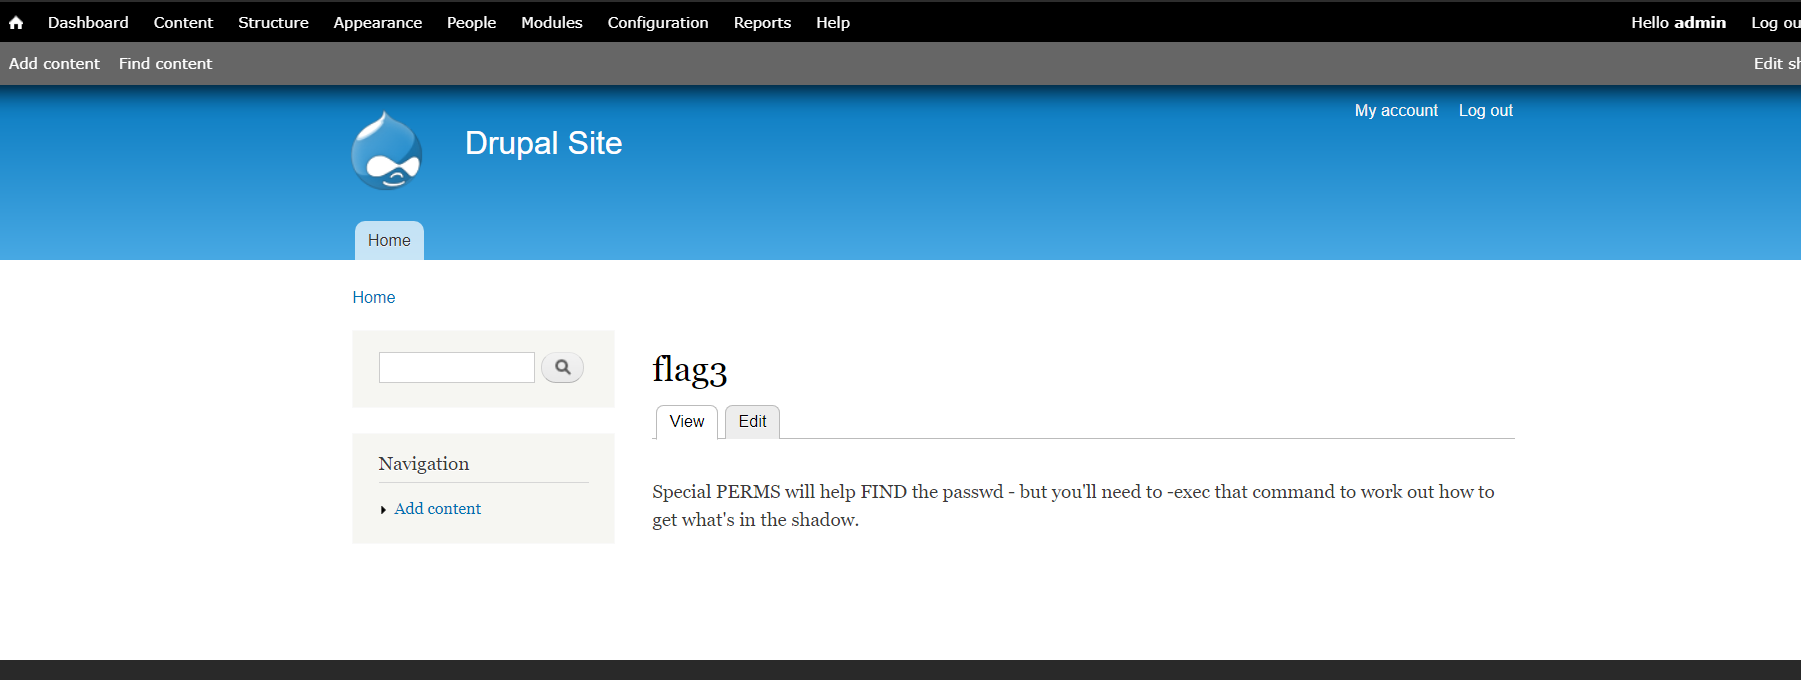 Dashboard Content Structure Appearance People Modules Configuration Reports Help Hello admin Log ou
Add content Find content Edit sh
My account Log out
Drupal Site
Home
Home
flag3
View Edit
Navigation
Add content
Special PERMS will help FIND the passwd - but you'll need to -exec that command to work out how to
get what's in the shadow.